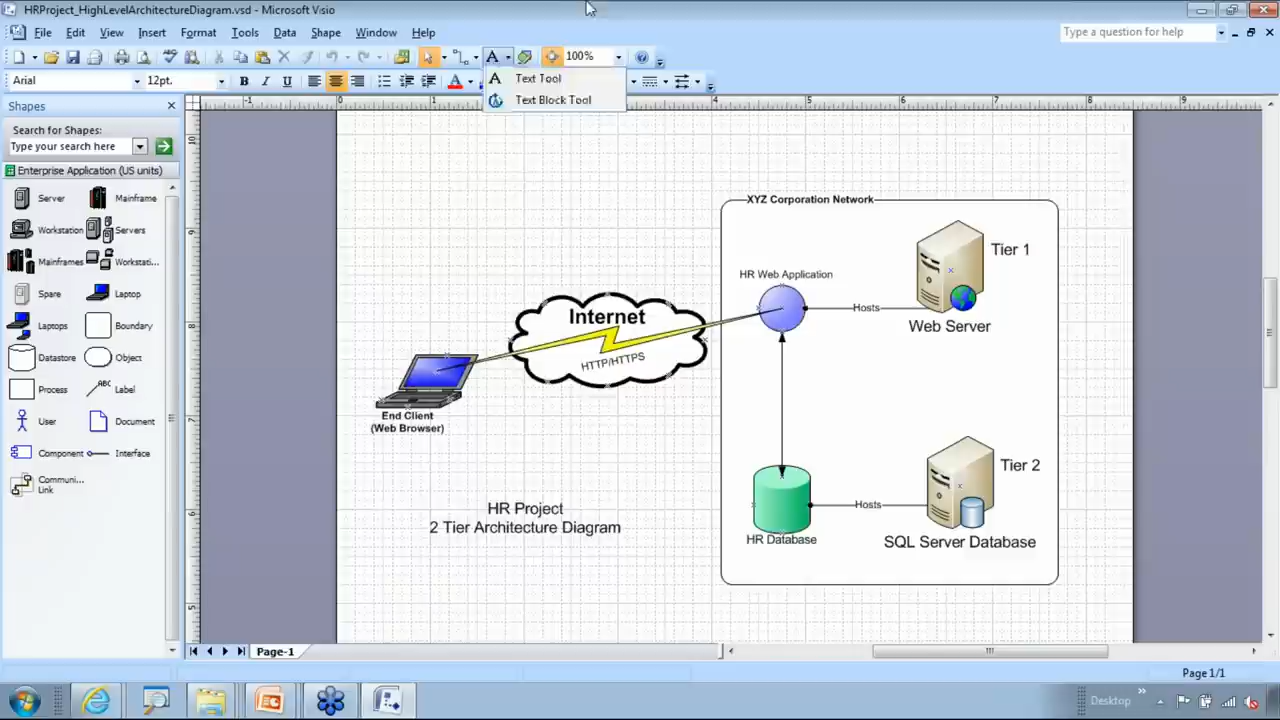 HRProject_HighLevelArchitectureDiagram.vsd - Microsoft Visio
File Edit View Insert Format Tools Data Shape Window Help
Type a question for help
100%
Arial 12pt.
Text Tool
Text Block Tool
Shapes
Search for Shapes:
Type your search here
Enterprise Application (US units)
Server Mainframe
Workstation Servers
Mainframes Workstati...
Spare Laptop
Laptops Boundary
Datastore Object
Process Label
User Document
Component Interface
Communi...
Link
XYZ Corporation Network
Tier 1
HR Web Application
Hosts
Web Server
Internet
HTTP/HTTPS
End Client
(Web Browser)
Tier 2
Hosts
HR Database
SQL Server Database
HR Project
2 Tier Architecture Diagram
Page-1
Page 1/1
Desktop